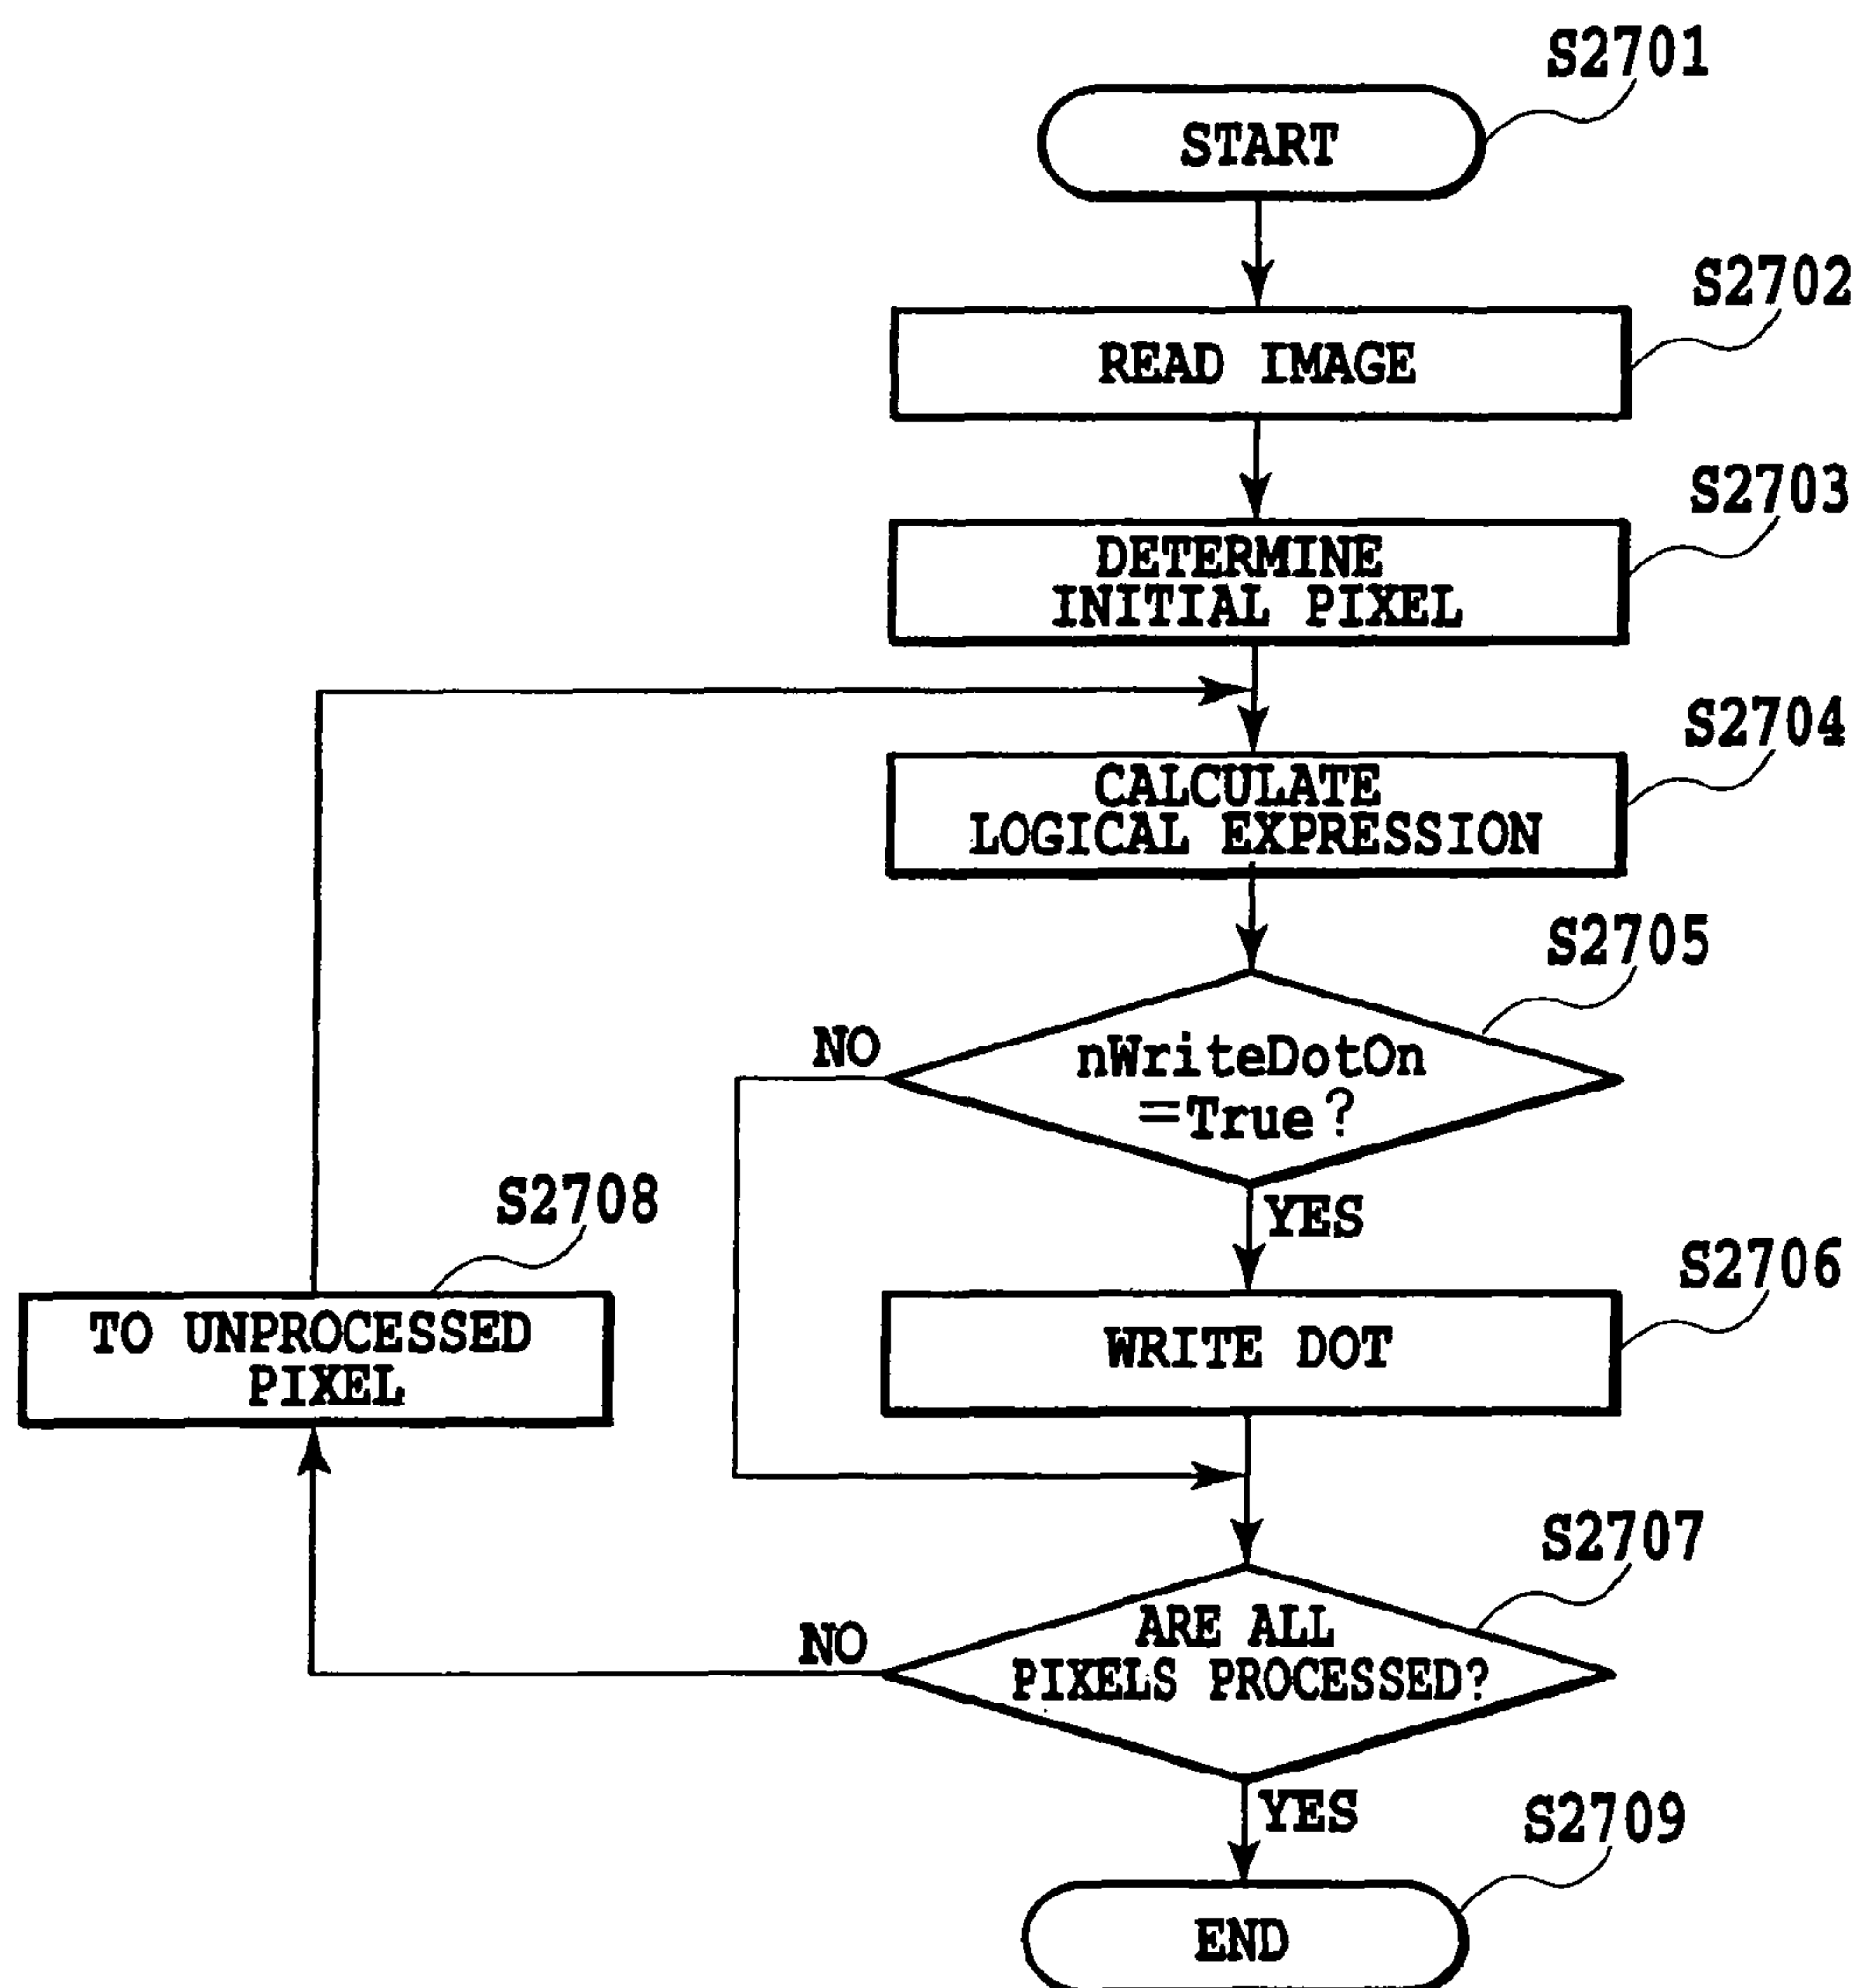 S2701
START
S2702
READ IMAGE
S2703
DETERMINE
INITIAL PIXEL
S2704
CALCULATE
LOGICAL EXPRESSION
S2705
NO
nWriteDotOn
=True?
YES
S2708
TO UNPROCESSED
PIXEL
S2706
WRITE DOT
S2707
NO
ARE ALL
PIXELS PROCESSED?
YES
S2709
END